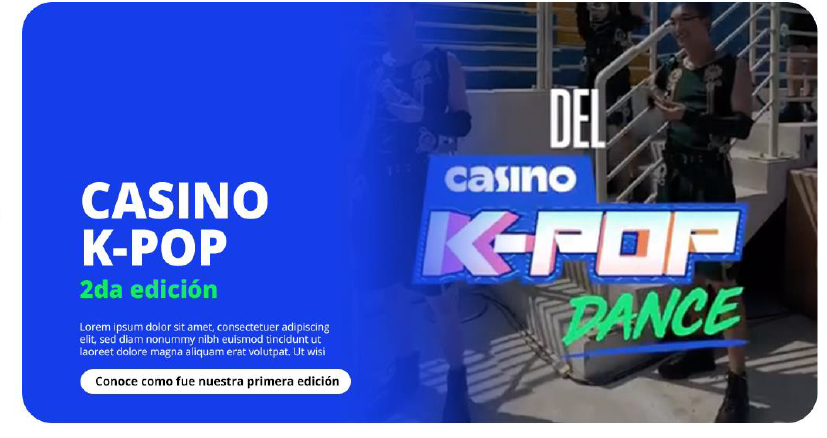 CASINO
K-POP
2da edición
Lorem ipsum dolor sit amet, consectetuer adipiscing
elit, sed diam nonummy nibh euismod tincidunt ut
laoreet dolore magna aliquam erat volutpat. Ut wisi
Conoce como fue nuestra primera edición
DEL
casino
K-POP
DANCE